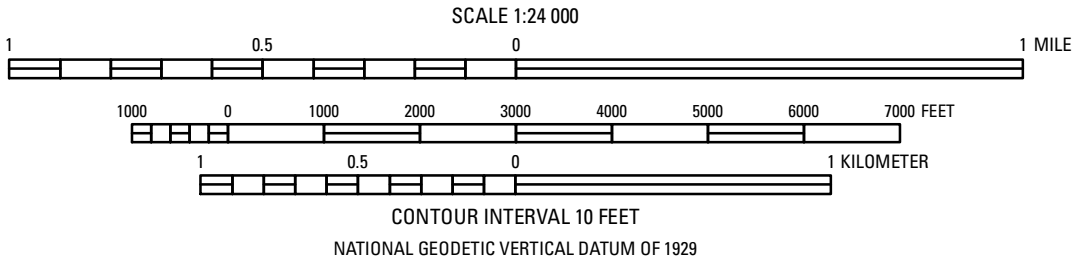 SCALE 1:24 000
1 0.5 0 1 MILE
1000 0 1000 2000 3000 4000 5000 6000 7000 FEET
1 0.5 0 1 KILOMETER
CONTOUR INTERVAL 10 FEET
NATIONAL GEODETIC VERTICAL DATUM OF 1929